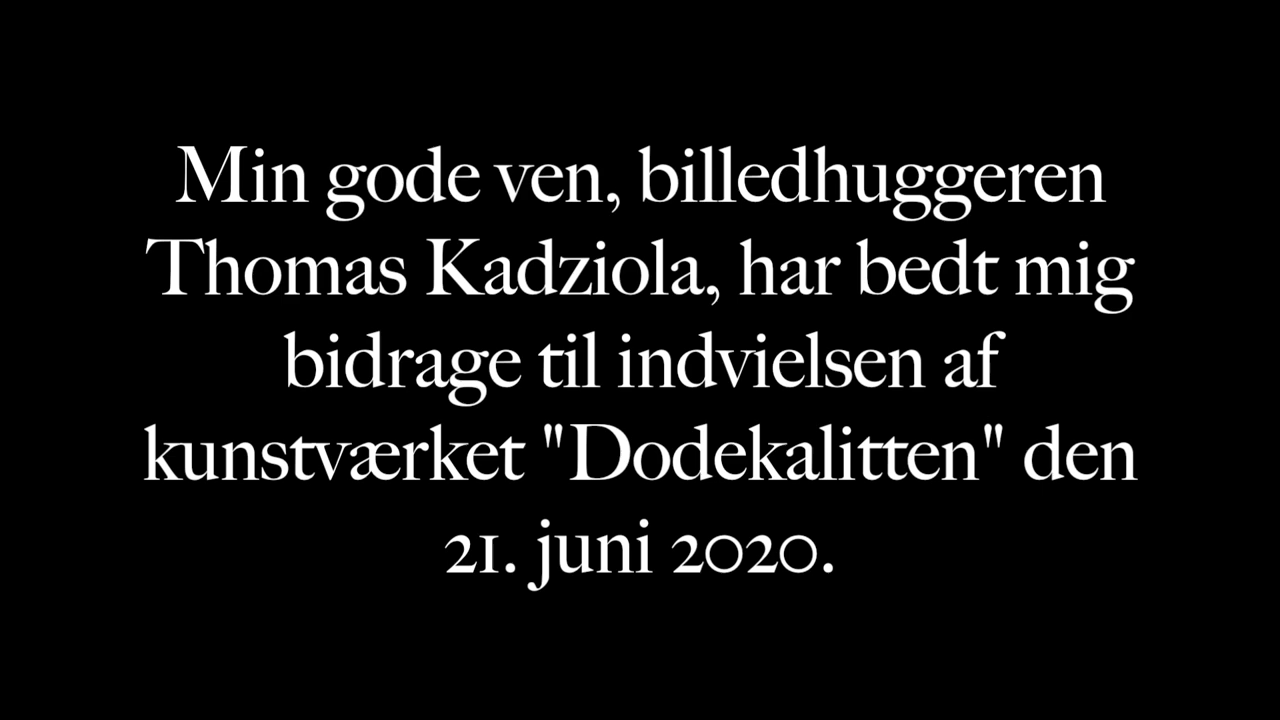 Min gode ven, billedhuggeren
Thomas Kadziola, har bedt mig
bidrage til indvielsen af
kunstværket "Dodekalitten" den
21. juni 2020.